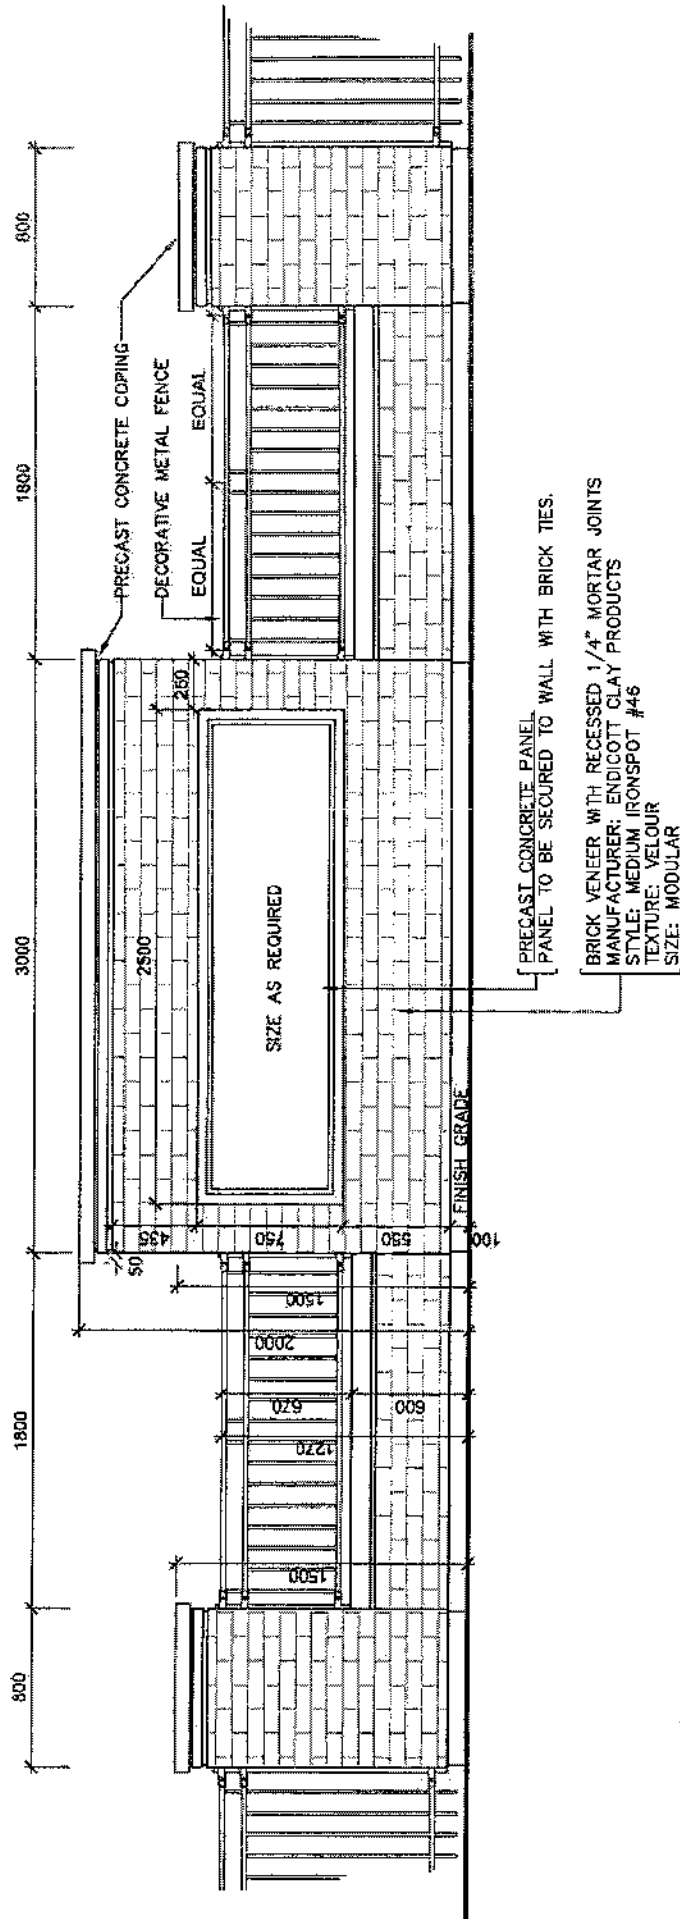 800
1800
3000
1800
800
PRECAST CONCRETE COPING
DECORATIVE METAL FENCE
EQUAL
EQUAL
250
2500
SIZE AS REQUIRED
50
435
750
550
100
1500
2000
670
600
1270
1500
FINISH GRADE
PRECAST CONCRETE PANEL
PANEL TO BE SECURED TO WALL WITH BRICK TIES.
BRICK VENEER WITH RECESSED 1/4" MORTAR JOINTS
MANUFACTURER: ENDICOTT CLAY PRODUCTS
STYLE: MEDIUM IRONSPOT #46
TEXTURE: VELOUR
SIZE: MODULAR